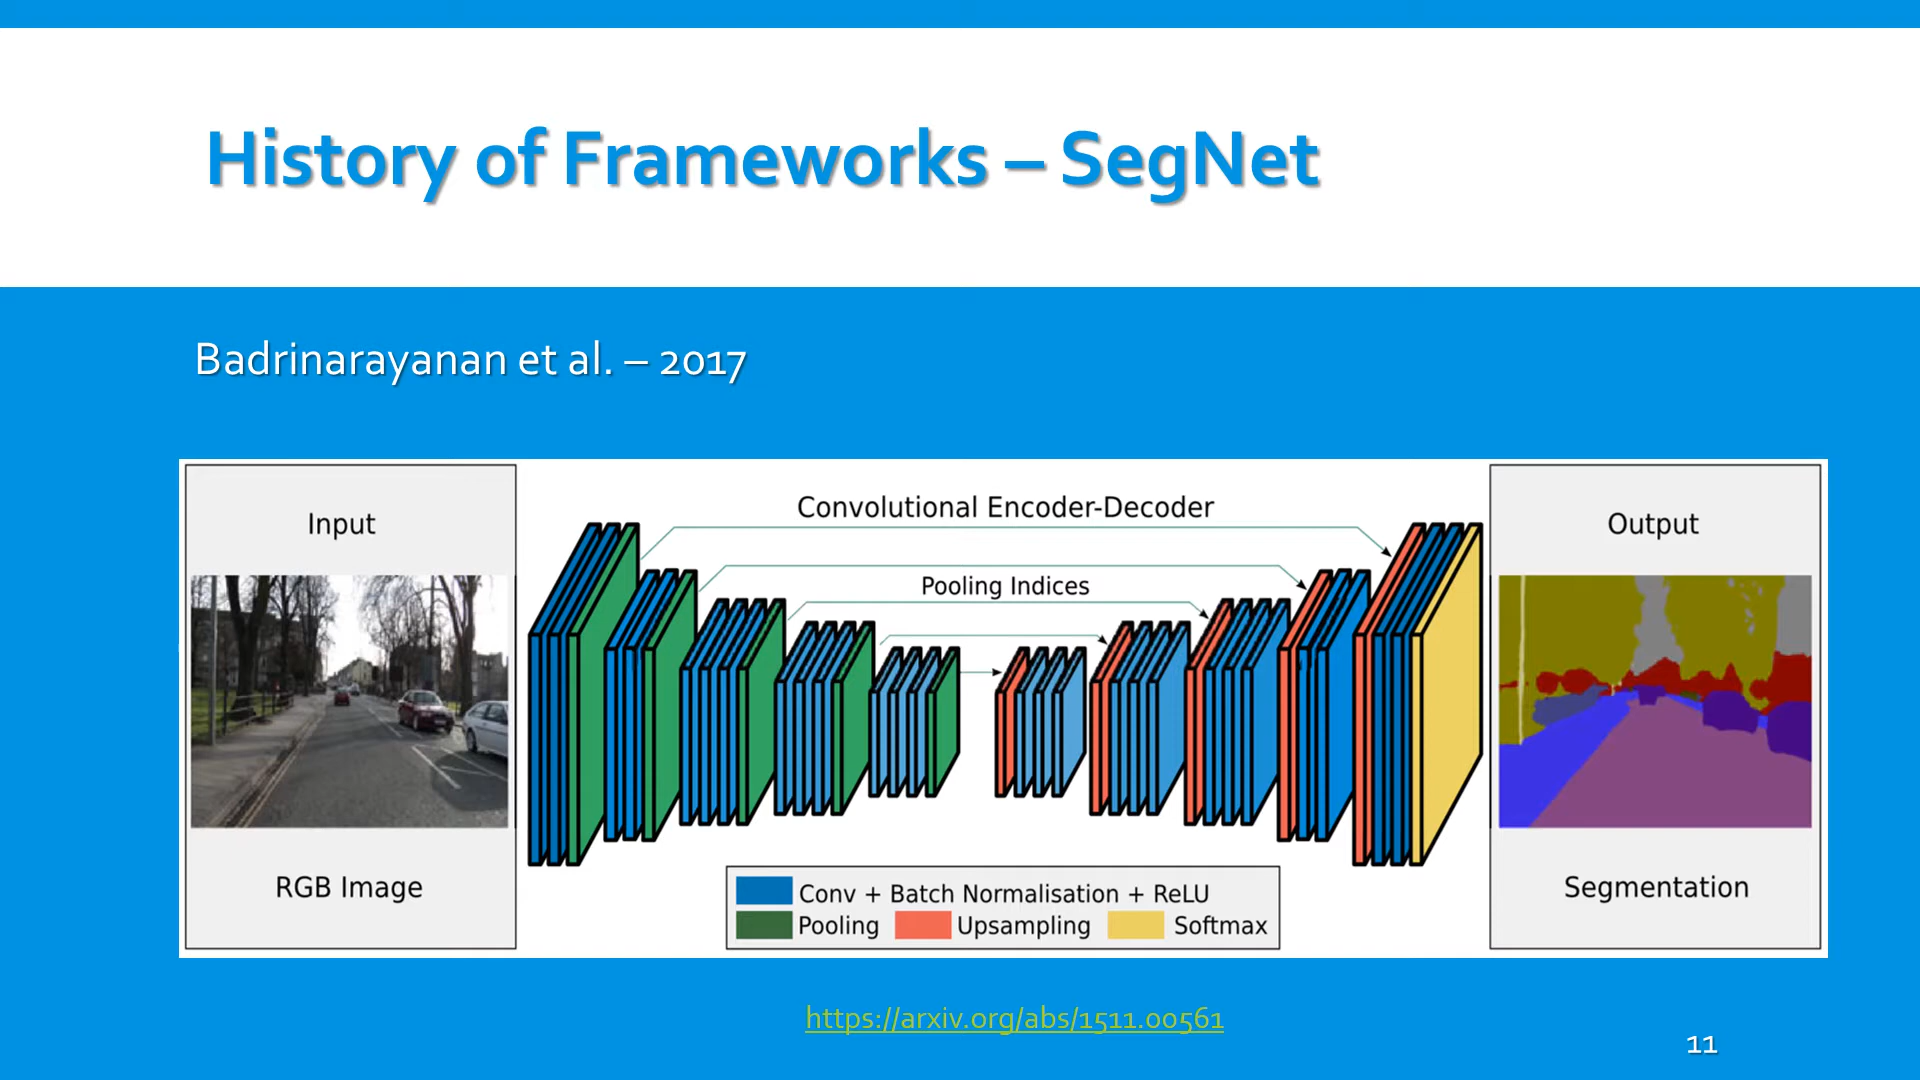 History of Frameworks – SegNet
Badrinarayanan et al. – 2017
Input
Convolutional Encoder-Decoder
Output
Pooling Indices
RGB Image
Segmentation
Conv + Batch Normalisation + ReLU
Pooling Upsampling Softmax
https://arxiv.org/abs/1511.00561
11